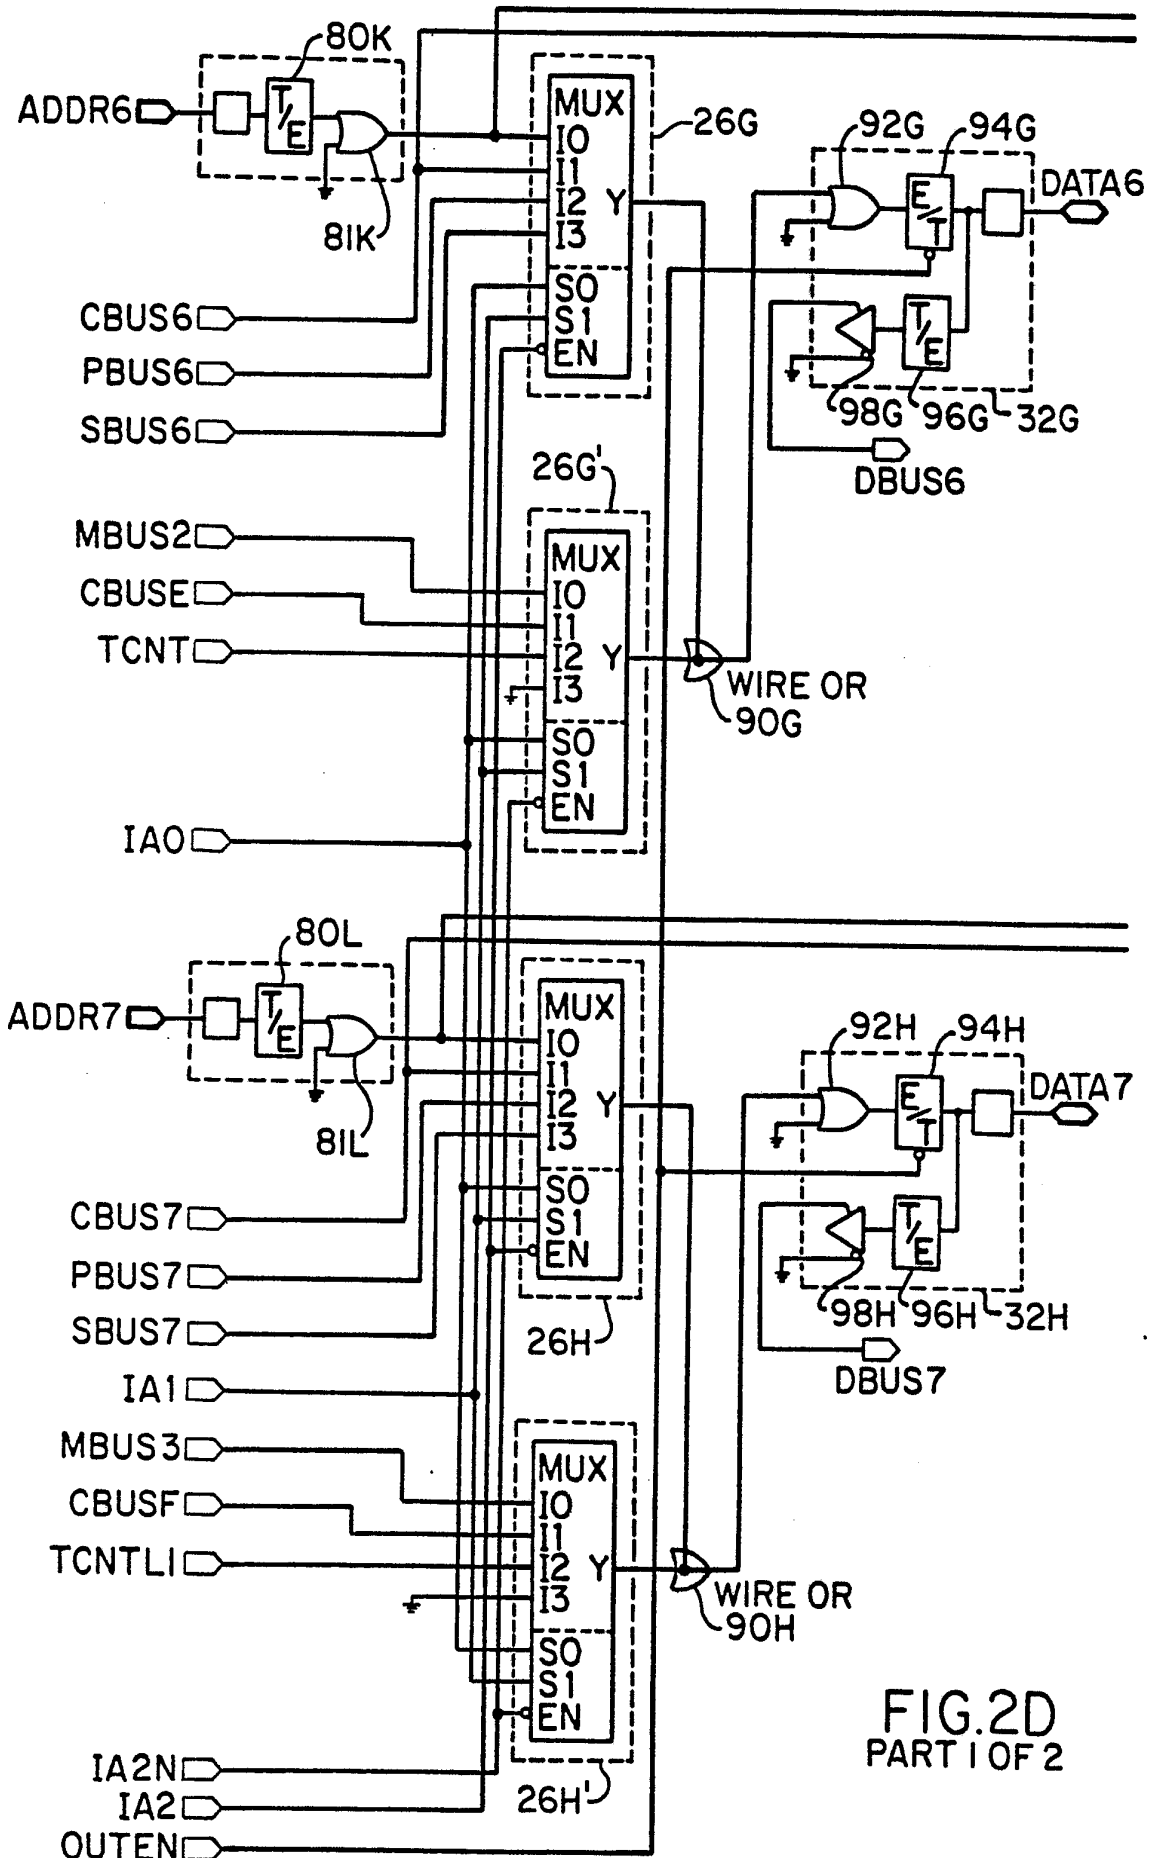 80K
ADDR6
T/E
81K
MUX
I0
I1
I2
I3
Y
S0
S1
EN
26G
92G
94G
E/T
DATA6
T/E
98G
96G
32G
DBUS6
CBUS6
PBUS6
SBUS6
26G'
MBUS2
CBUSE
TCNT
MUX
I0
I1
I2
I3
Y
S0
S1
EN
WIRE OR
90G
IA0
80L
ADDR7
T/E
81L
MUX
I0
I1
I2
I3
Y
S0
S1
EN
26H
92H
94H
E/T
DATA7
T/E
98H
96H
32H
DBUS7
CBUS7
PBUS7
SBUS7
IA1
MBUS3
CBUSF
TCNTL1
MUX
I0
I1
I2
I3
Y
S0
S1
EN
WIRE OR
90H
26H'
IA2N
IA2
OUTEN
FIG.2D
PART 1 OF 2